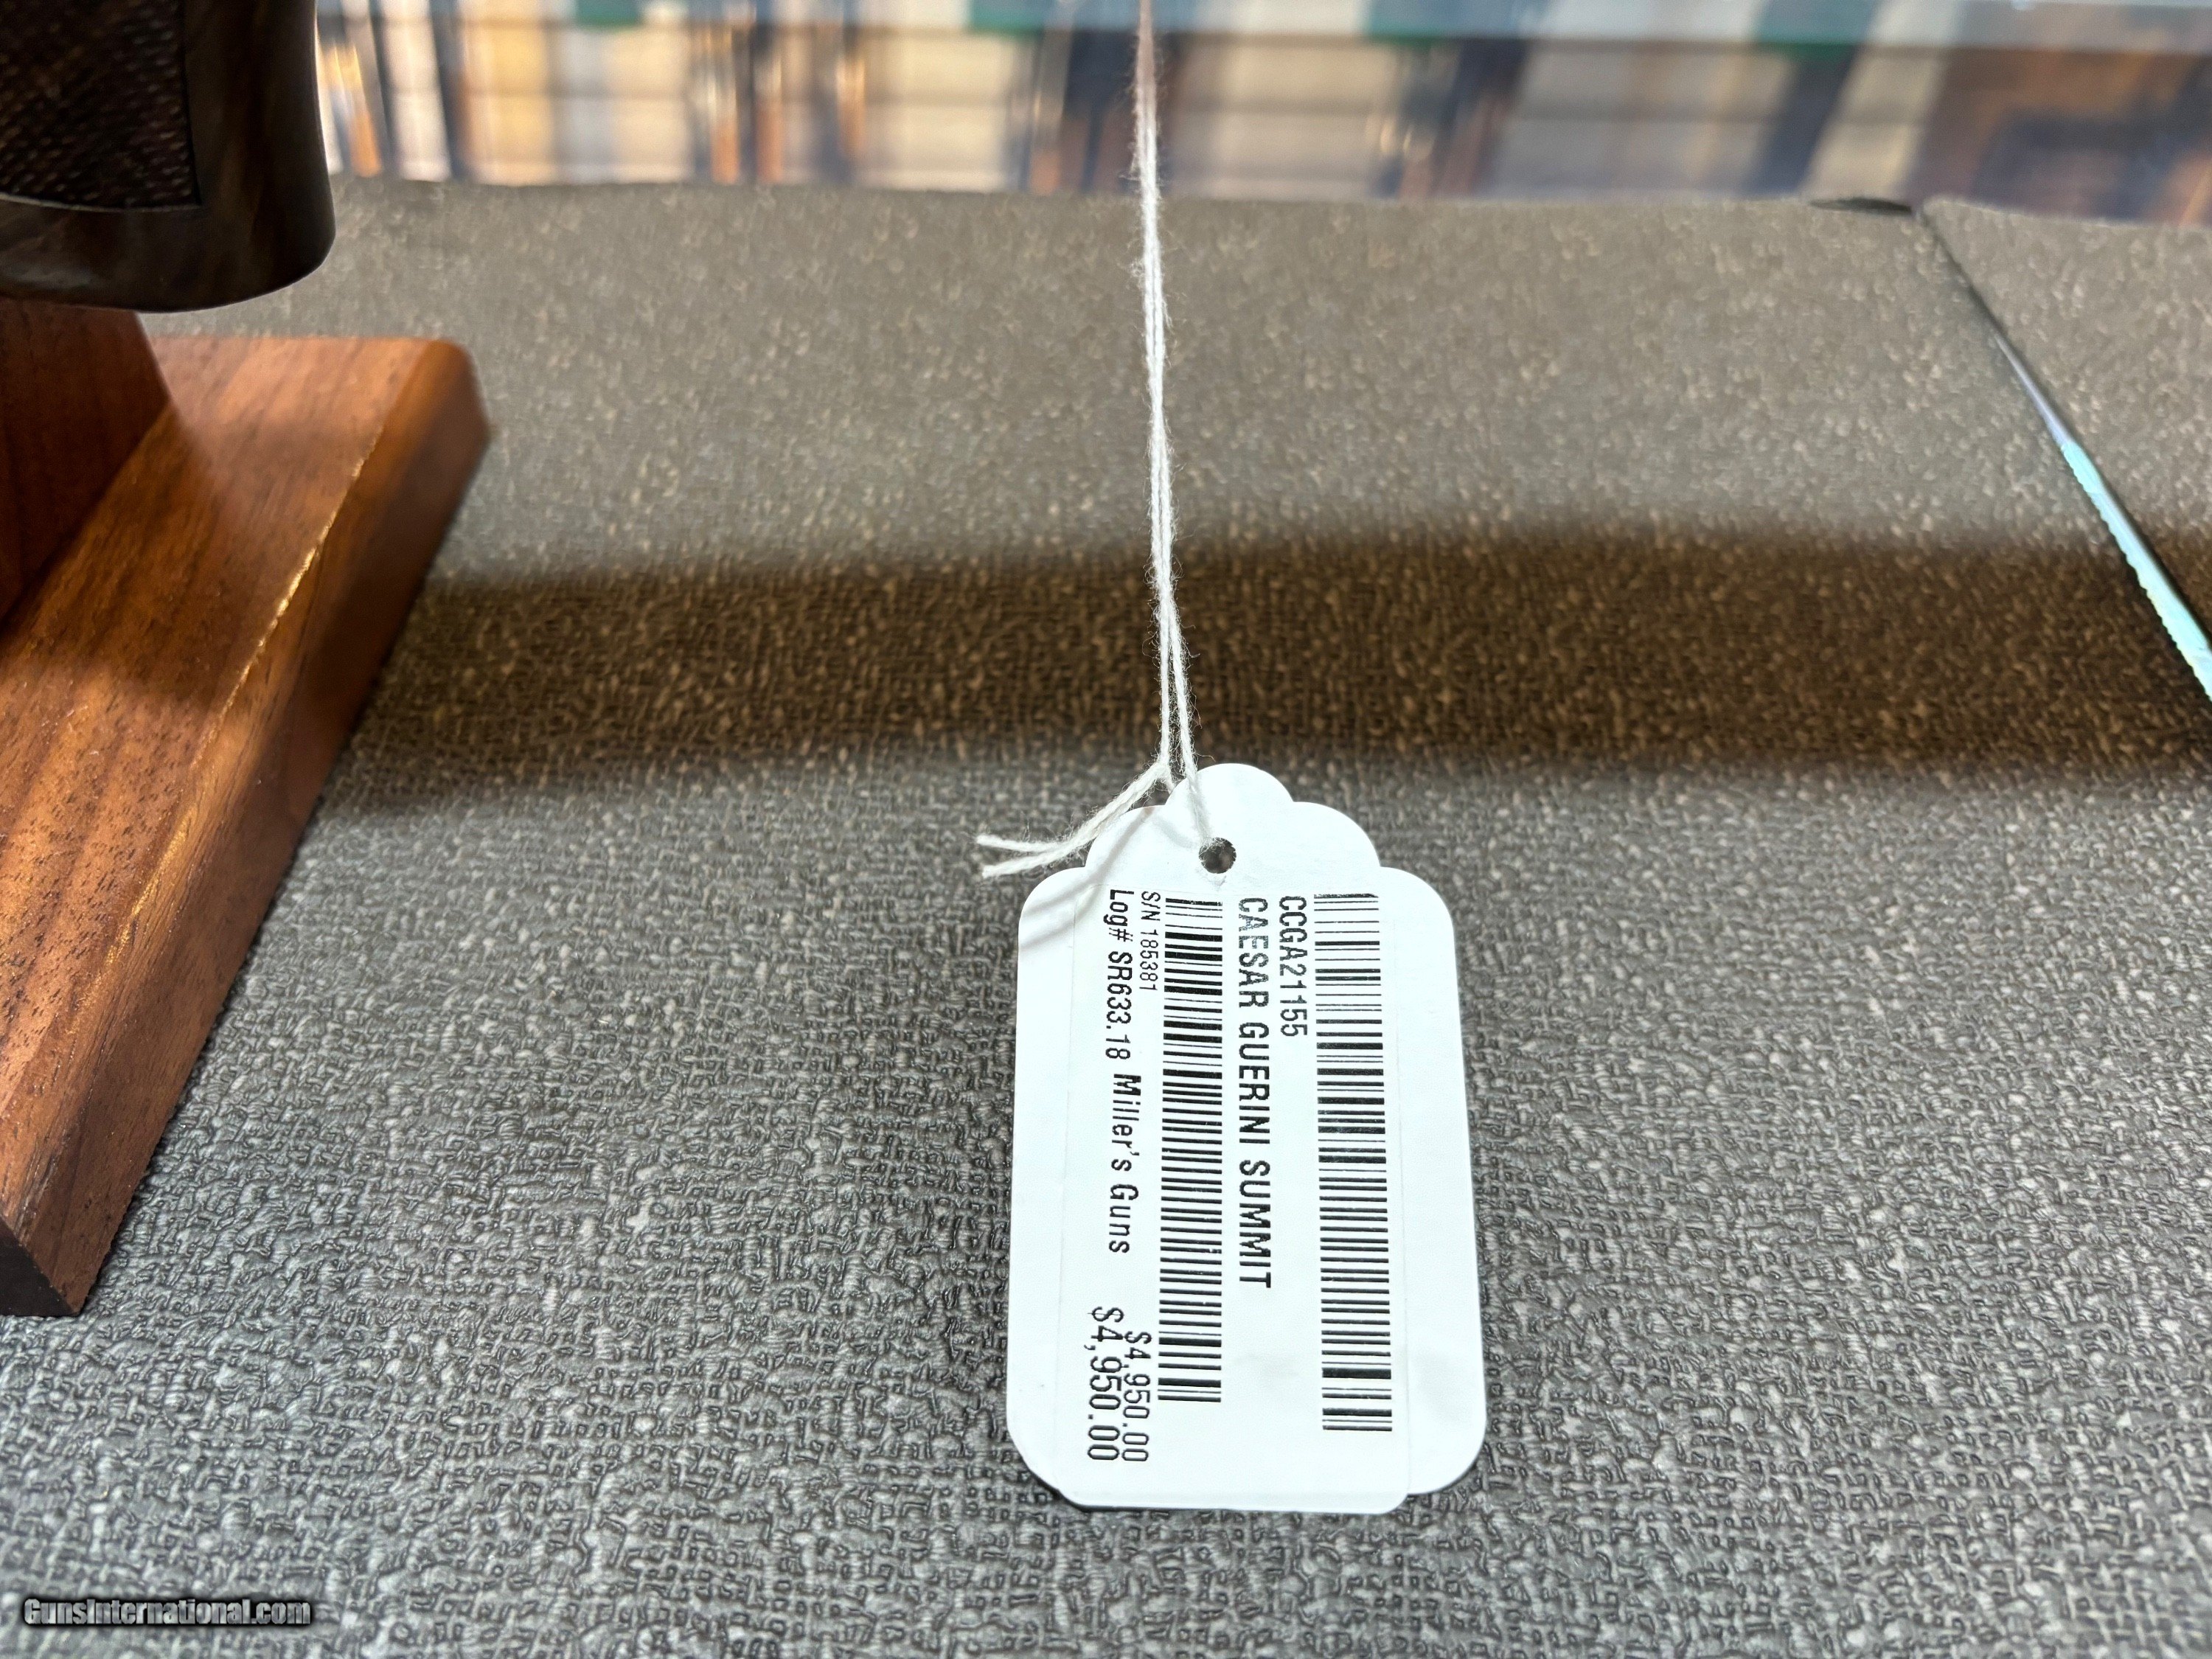 CCGA21155
CAESAR GUERINI SUMMIT
S/N 185381 $4,950.00
Log# SR633.18 Miller's Guns $4,950.00
GunsInternational.com